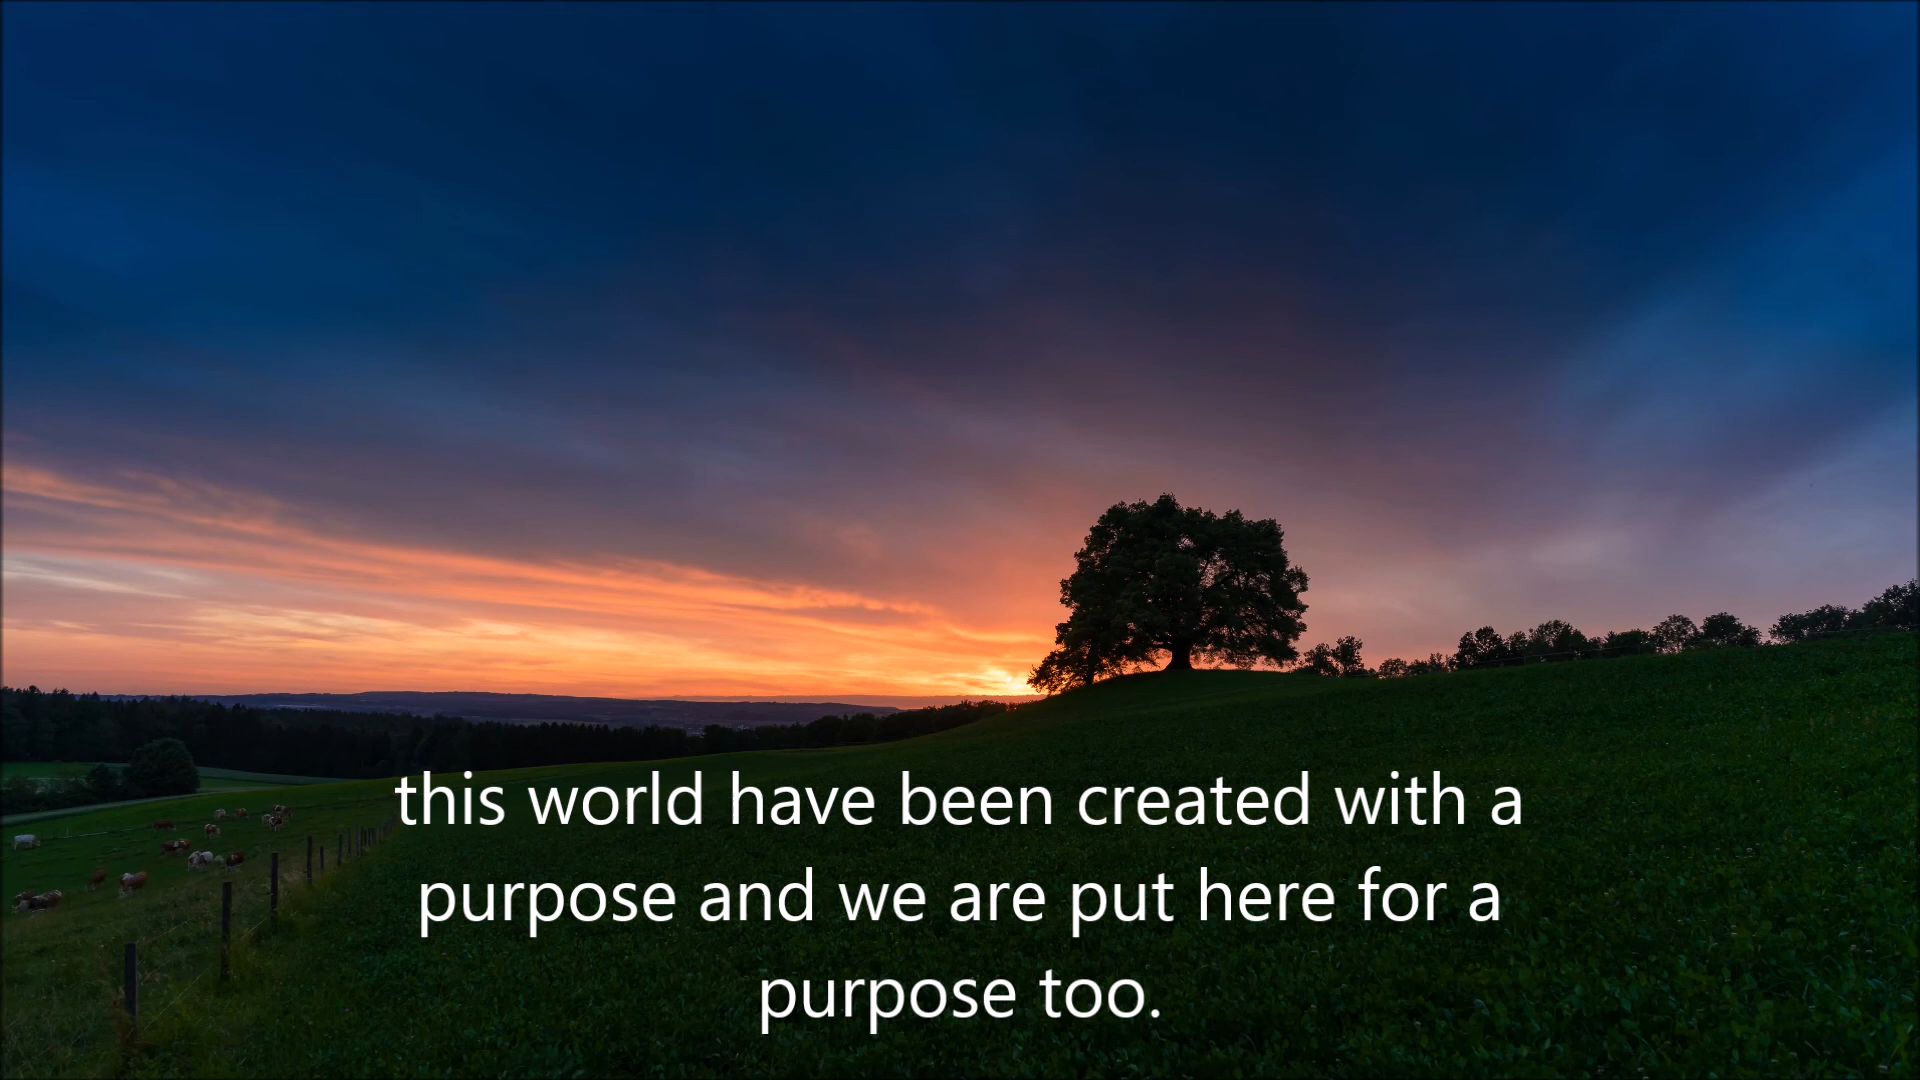 this world have been created with a
purpose and we are put here for a
purpose too.